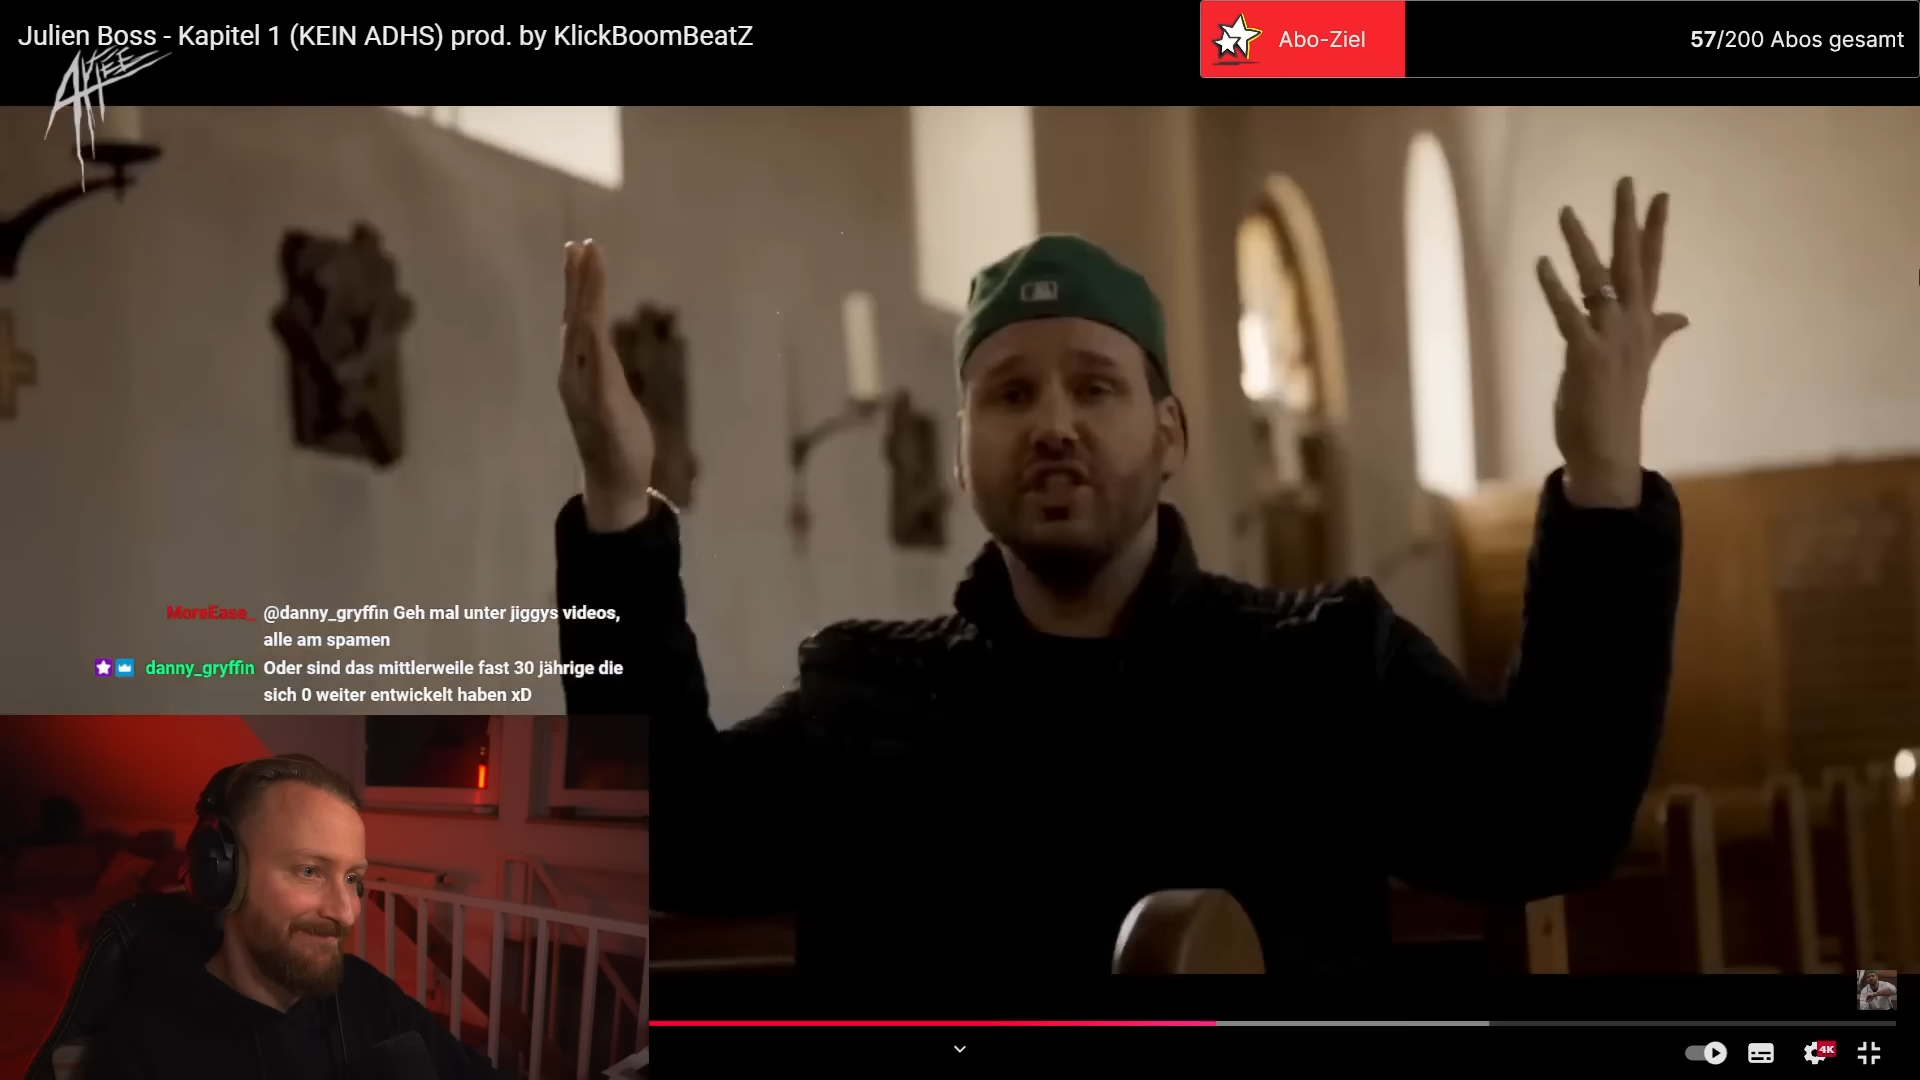 Julien Boss - Kapitel 1 (KEIN ADHS) prod. by KlickBoomBeatZ
Abo-Ziel
57/200 Abos gesamt
AYTEE
MoreEase_ @danny_gryffin Geh mal unter jiggys videos,
alle am spamen
danny_gryffin Oder sind das mittlerweile fast 30 jährige die
sich 0 weiter entwickelt haben xD
4K